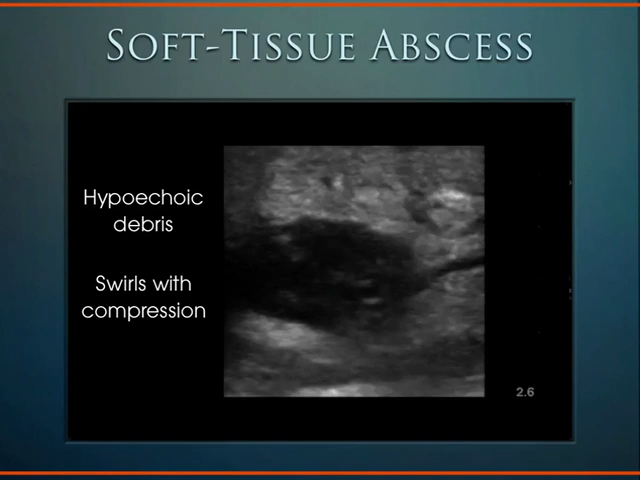 Soft-Tissue Abscess
Hypoechoic
debris
Swirls with
compression
2.6